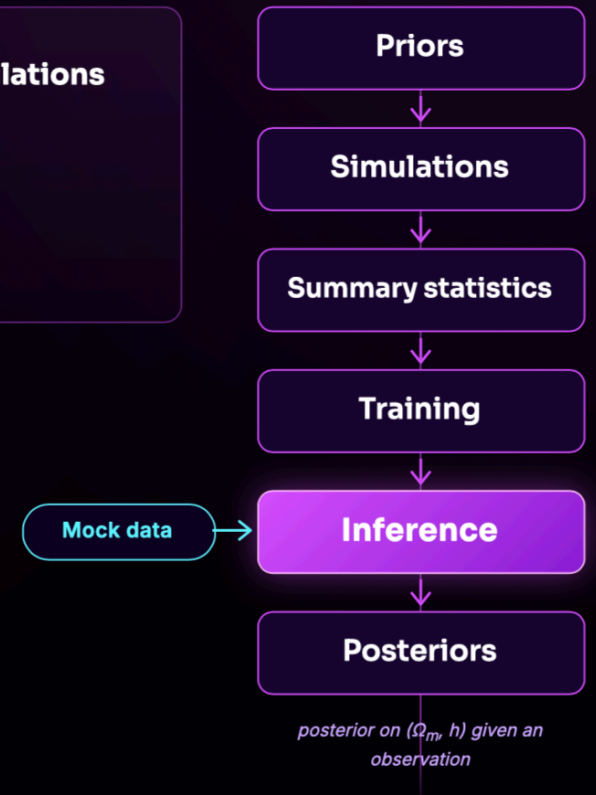 lations
Priors
Simulations
Summary statistics
Training
Mock data
Inference
Posteriors
posterior on (Ωₘ, h) given an
observation